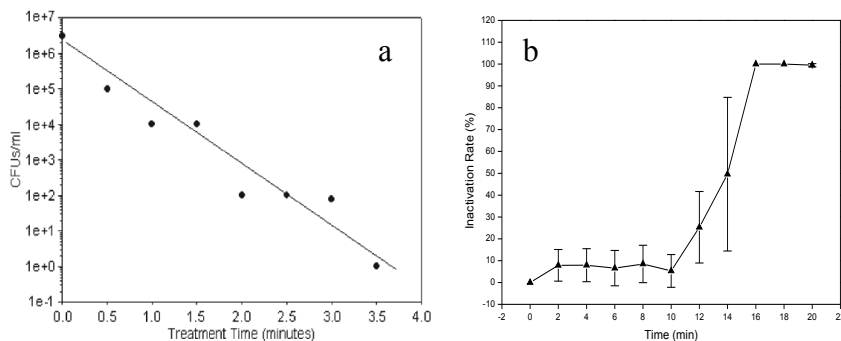 a
1e+7
1e+6
1e+5
1e+4
1e+3
1e+2
1e+1
1e+0
1e-1
CFUs/ml
0.0 0.5 1.0 1.5 2.0 2.5 3.0 3.5 4.0
Treatment Time (minutes)
b
120
110
100
90
80
70
60
50
40
30
20
10
0
-10
Inactivation Rate (%)
-2 0 2 4 6 8 10 12 14 16 18 20
Time (min)